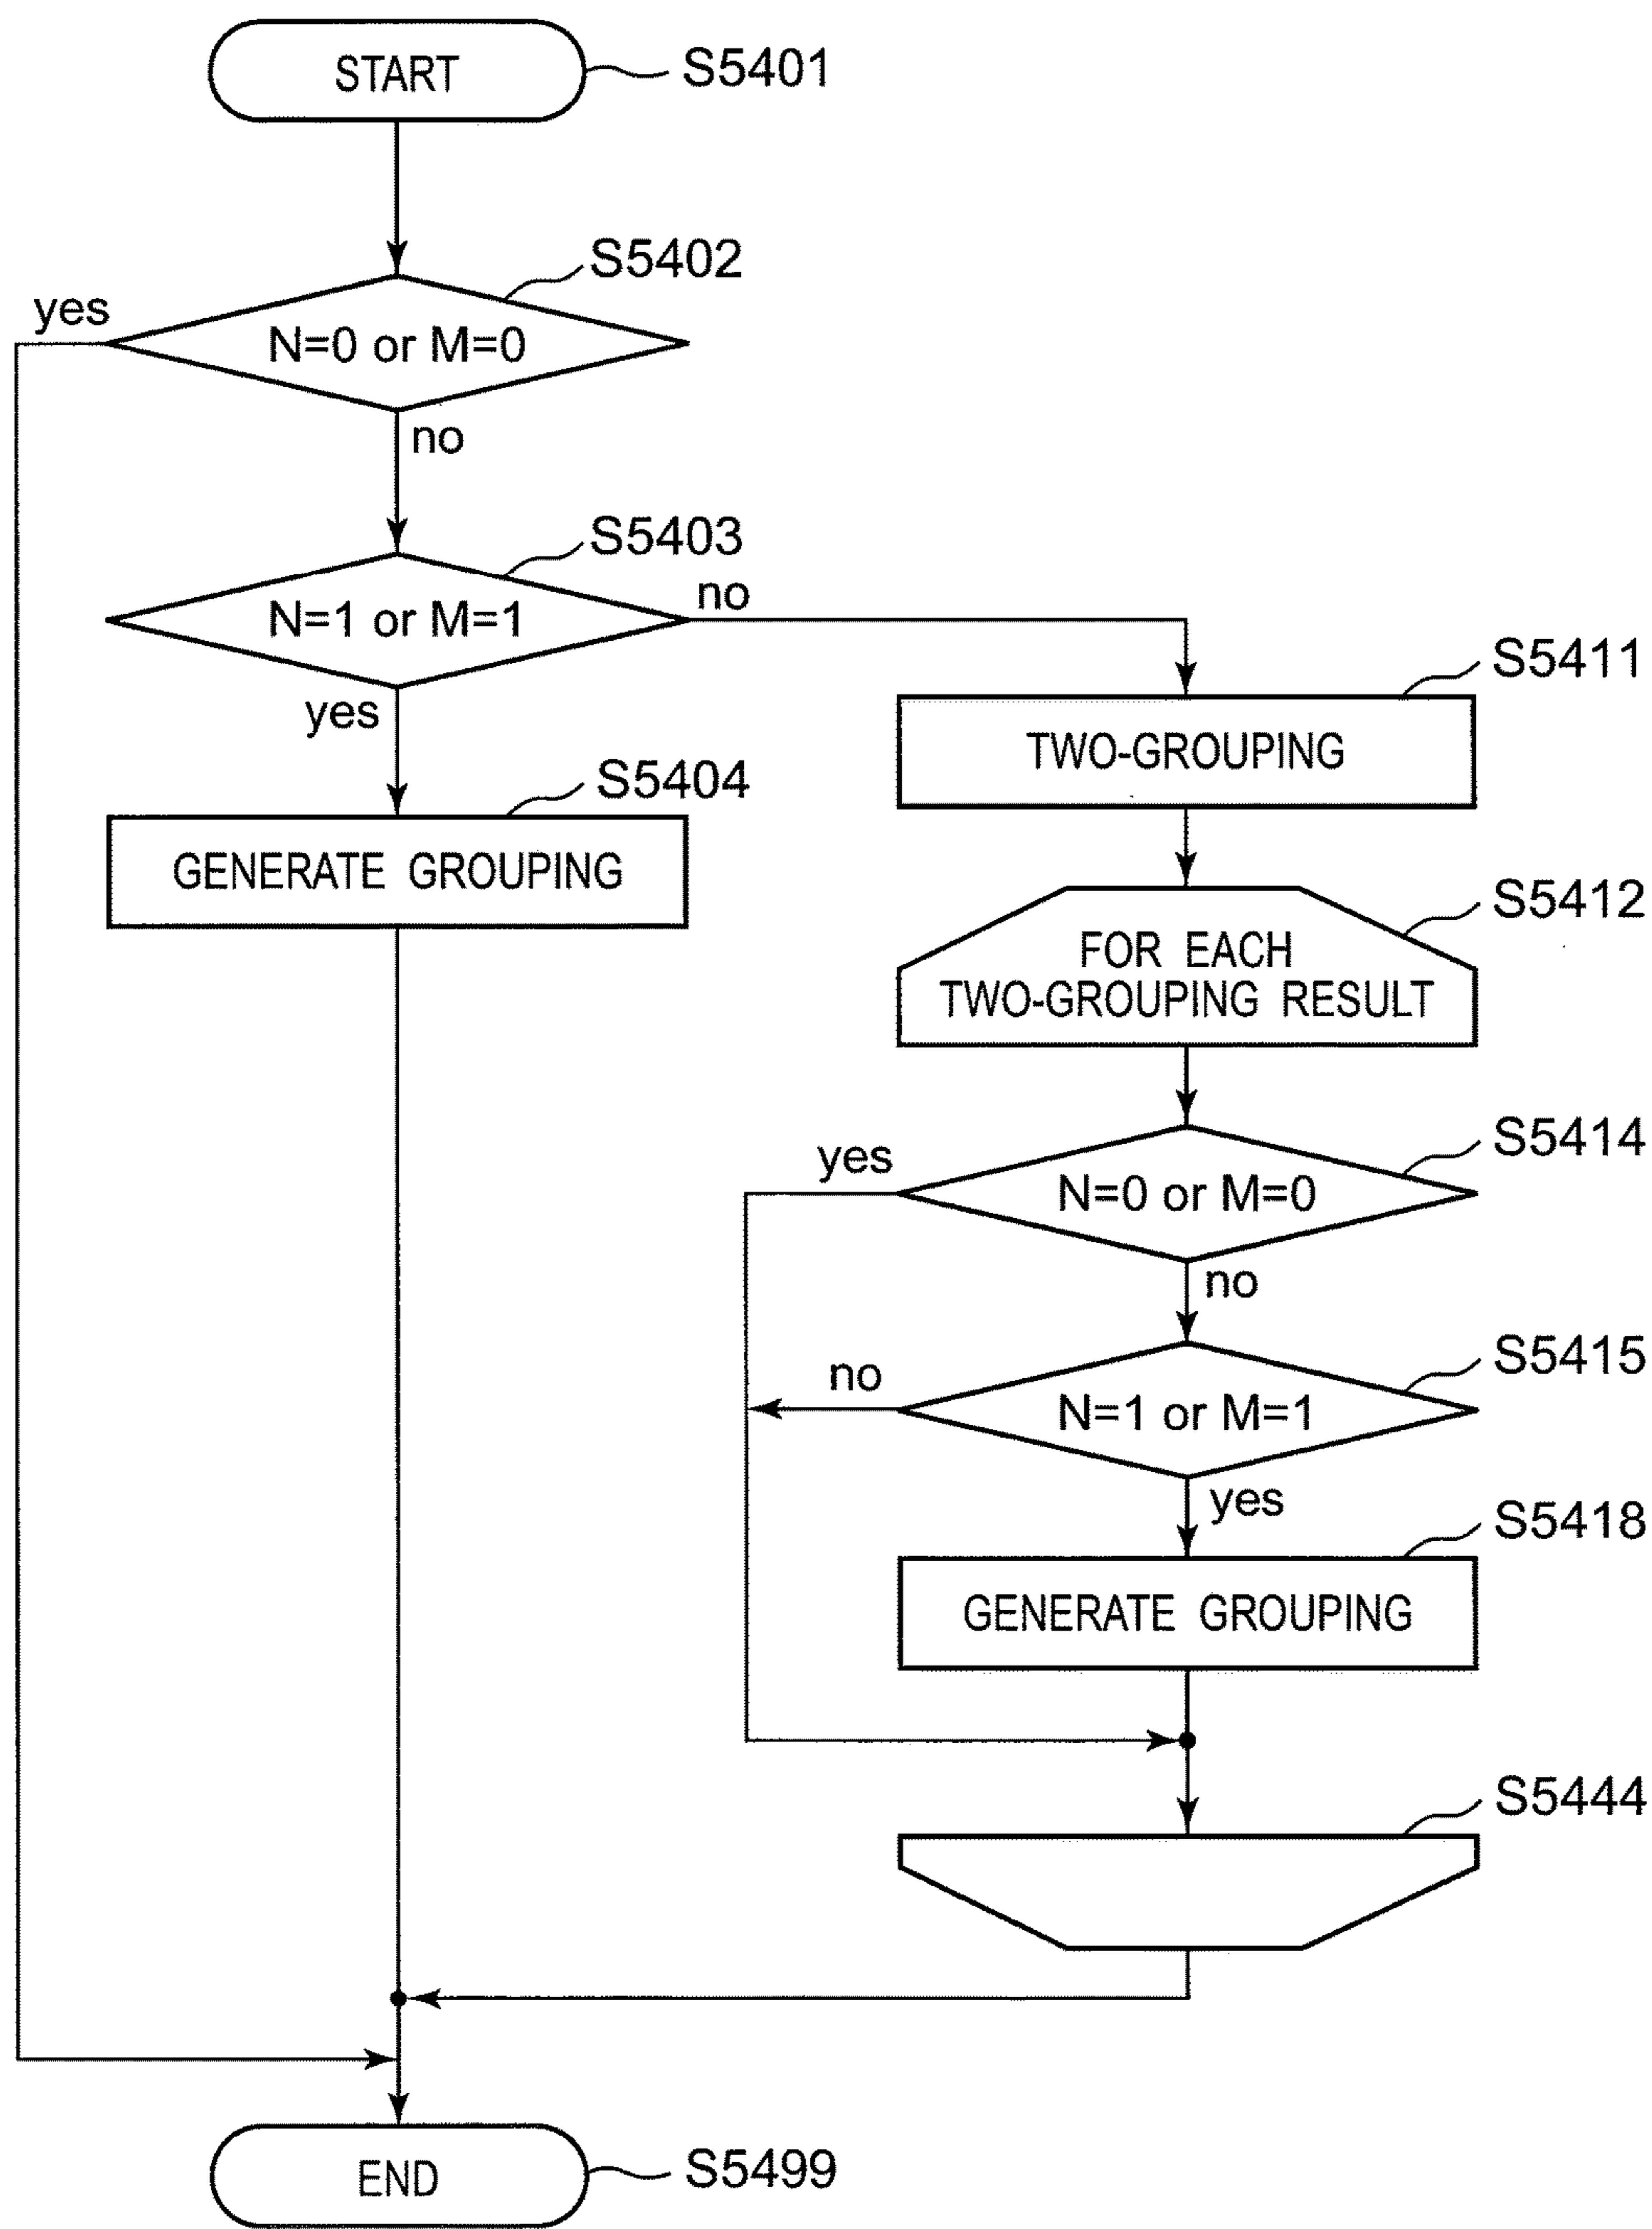 START
S5401
S5402
yes
N=0 or M=0
no
S5403
N=1 or M=1
no
yes
S5411
TWO-GROUPING
S5404
GENERATE GROUPING
S5412
FOR EACH
TWO-GROUPING RESULT
S5414
yes
N=0 or M=0
no
S5415
no
N=1 or M=1
yes
S5418
GENERATE GROUPING
S5444
END
S5499